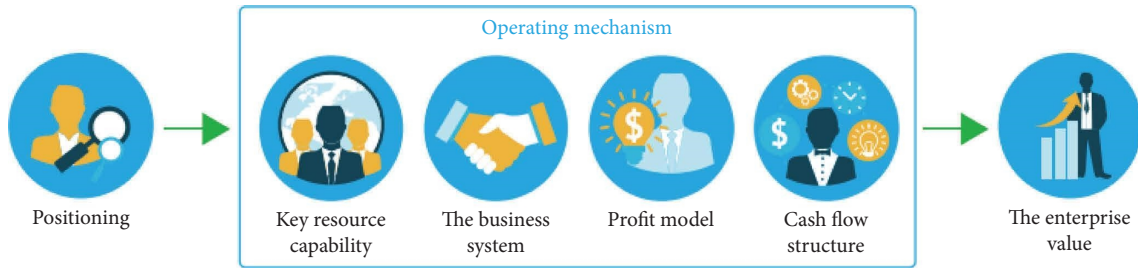 Operating mechanism
Positioning
Key resource
capability
The business
system
Profit model
Cash flow
structure
The enterprise
value
$
$